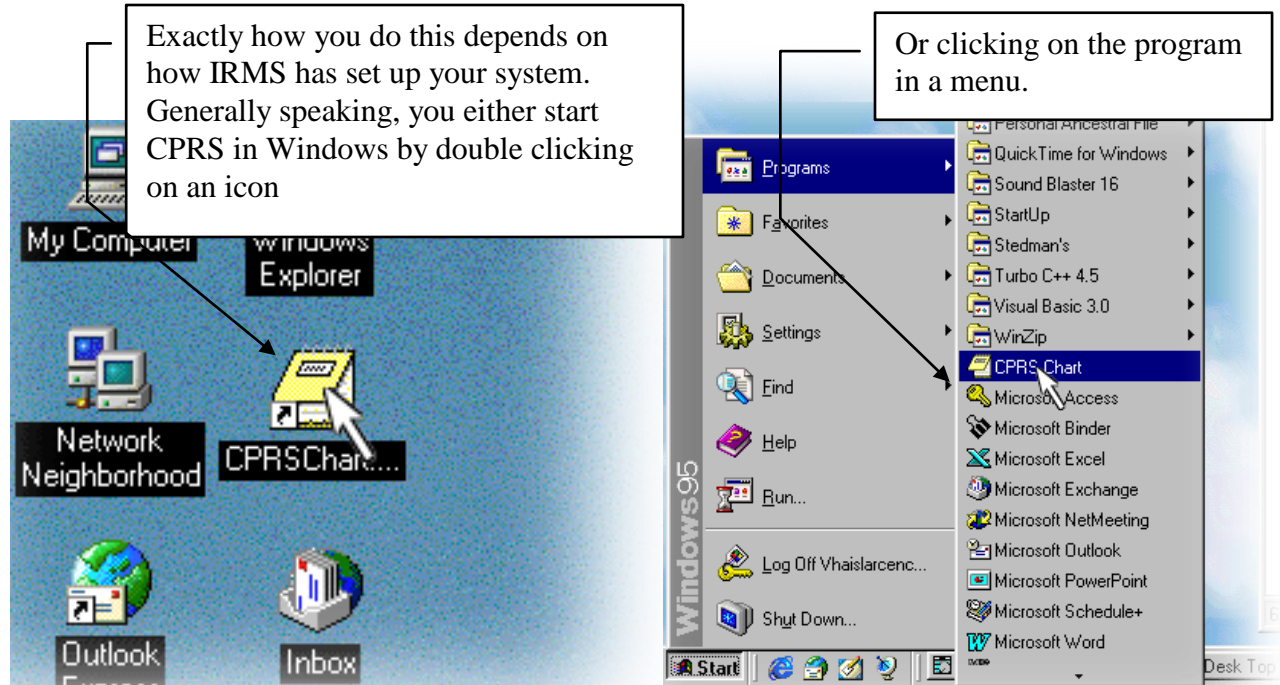 Exactly how you do this depends on
how IRMS has set up your system.
Generally speaking, you either start
CPRS in Windows by double clicking
on an icon
Or clicking on the program
in a menu.
My Computer
Windows
Explorer
Network
Neighborhood
CPRSChart....
Outlook
Express
Inbox
Programs
Favorites
Documents
Settings
Find
Help
Run...
Log Off Vhaislarcenc...
Shut Down...
Windows95
Start
Personal Ancestral File
QuickTime for Windows
Sound Blaster 16
StartUp
Stedman's
Turbo C++ 4.5
Visual Basic 3.0
WinZip
CPRS Chart
Microsoft Access
Microsoft Binder
Microsoft Excel
Microsoft Exchange
Microsoft NetMeeting
Microsoft Outlook
Microsoft PowerPoint
Microsoft Schedule+
Microsoft Word
Desk Top